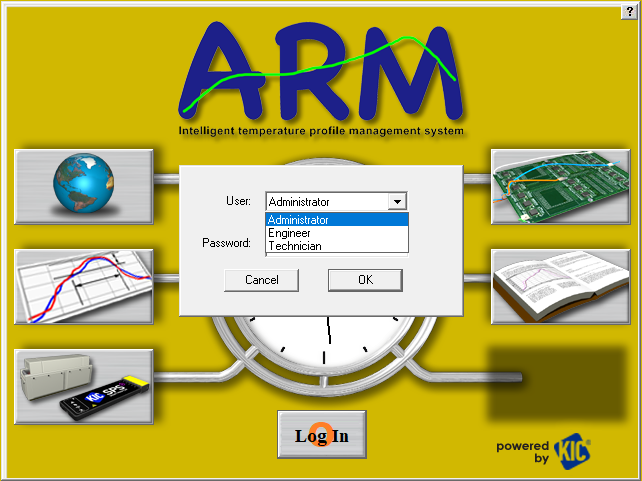 ?
ARM
Intelligent temperature profile management system
User: Administrator
Administrator
Engineer
Technician
Password:
Cancel OK
KIC SPS
Log In
powered
by KIC